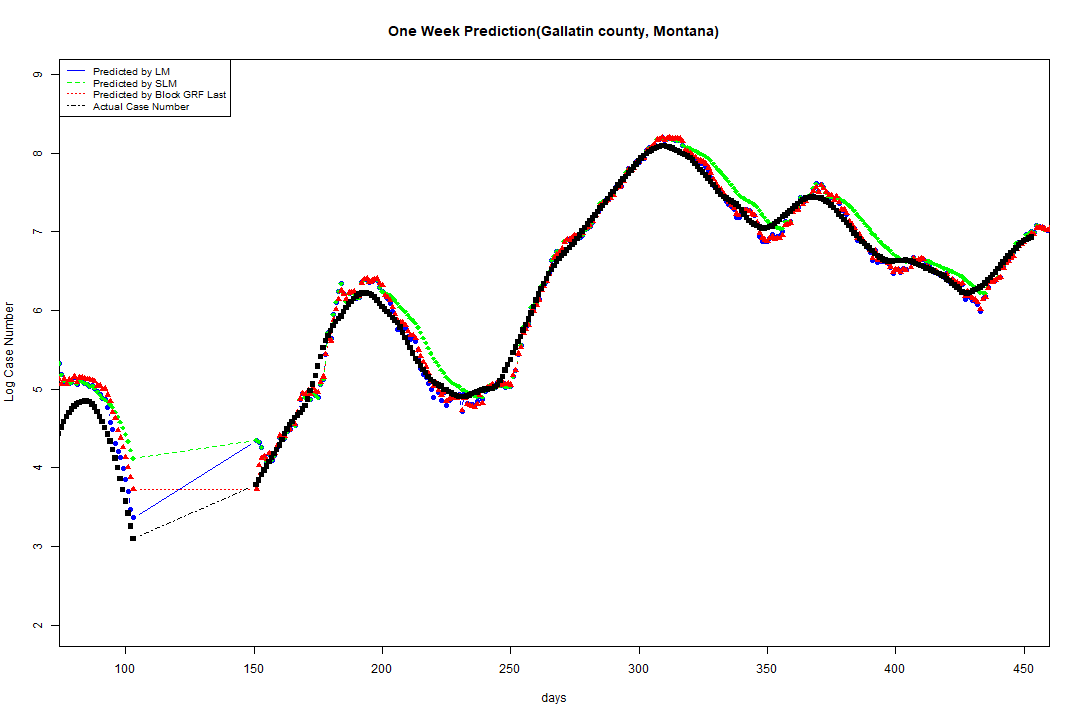 One Week Prediction(Gallatin county, Montana)
Predicted by LM
Predicted by SLM
Predicted by Block GRF Last
Actual Case Number
9
8
7
6
5
4
3
2
Log Case Number
100 150 200 250 300 350 400 450
days